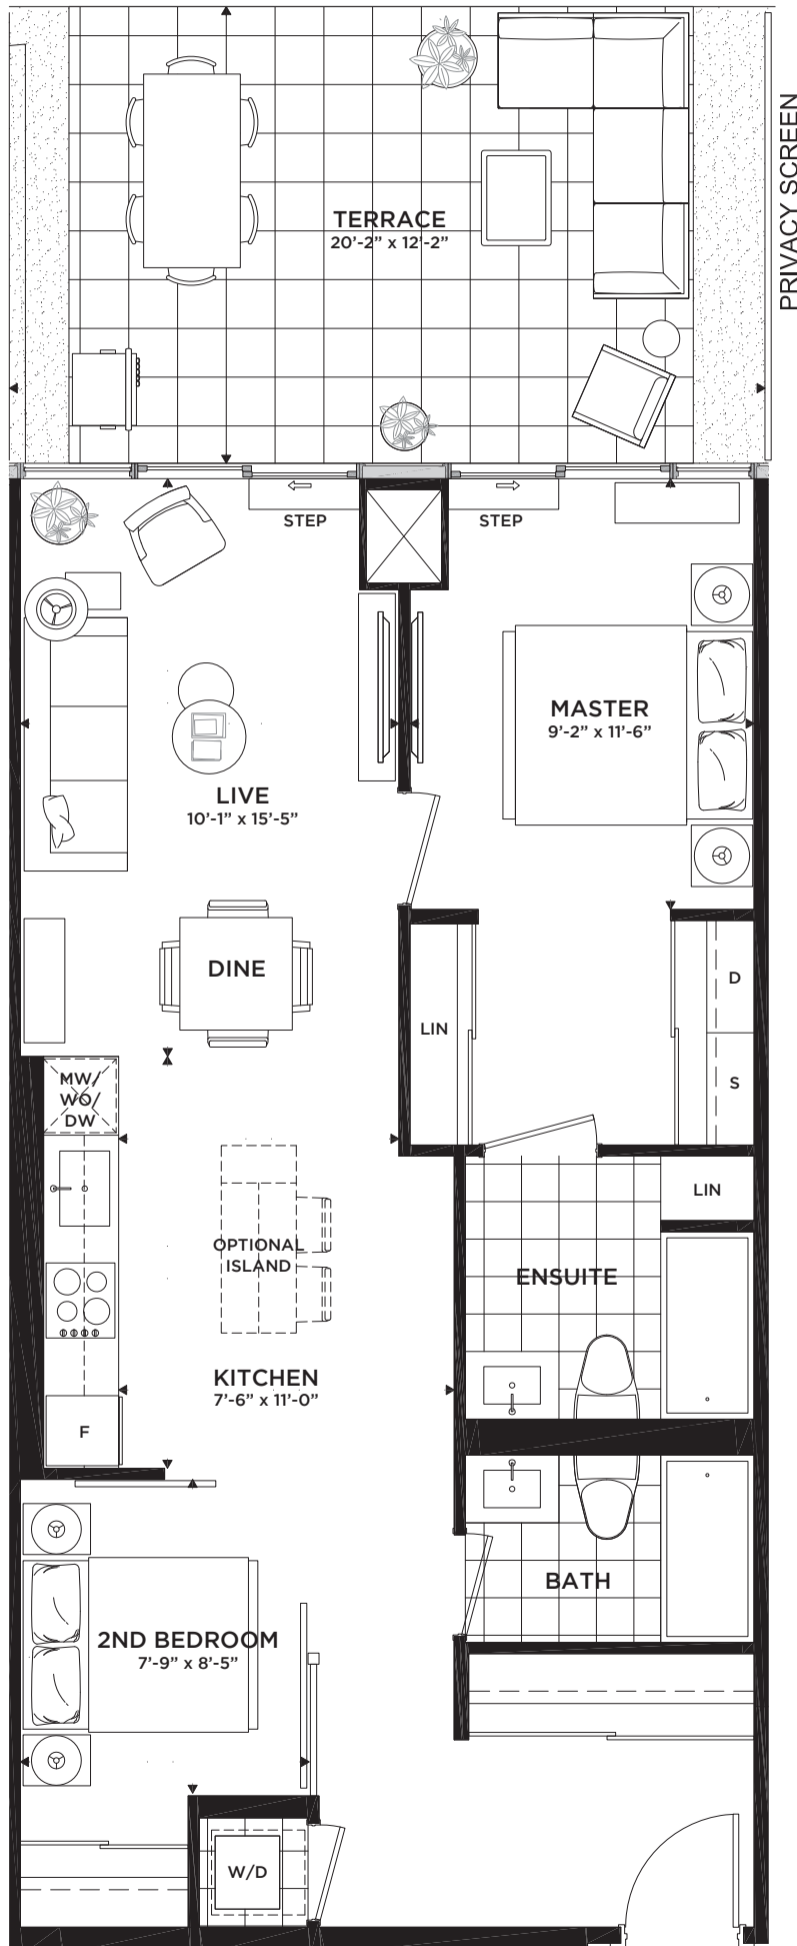 PRIVACY SCREEN
TERRACE
20'-2" x 12'-2"
STEP
STEP
MASTER
9'-2" x 11'-6"
LIVE
10'-1" x 15'-5"
DINE
LIN
D
S
MW/
WO/
DW
LIN
OPTIONAL
ISLAND
ENSUITE
KITCHEN
7'-6" x 11'-0"
F
BATH
2ND BEDROOM
7'-9" x 8'-5"
W/D